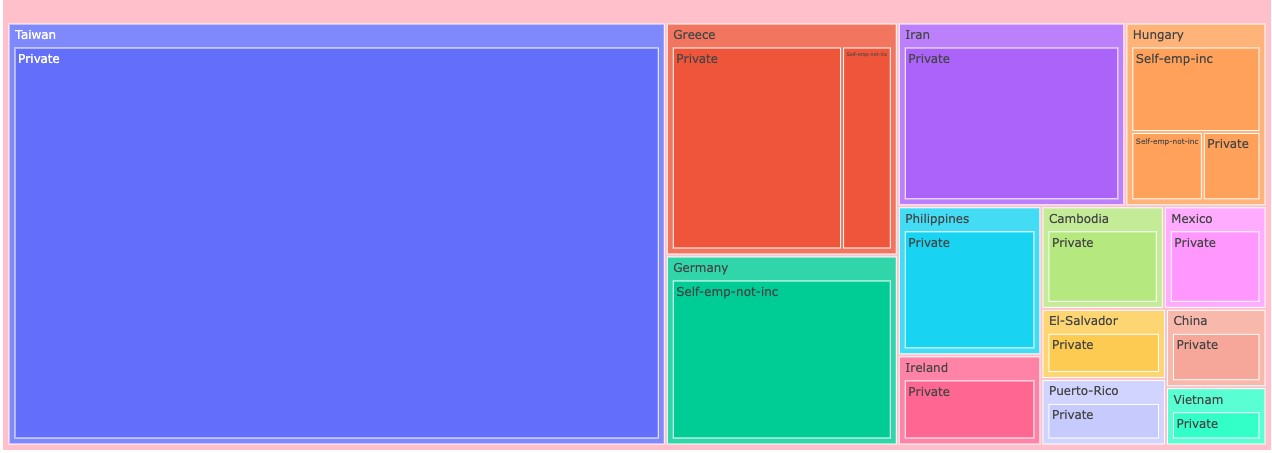 Taiwan
Private
Greece
Private
Self-emp-not-inc
Germany
Self-emp-not-inc
Iran
Private
Hungary
Self-emp-inc
Self-emp-not-inc
Private
Philippines
Private
Ireland
Private
Cambodia
Private
Mexico
Private
El-Salvador
Private
China
Private
Puerto-Rico
Private
Vietnam
Private